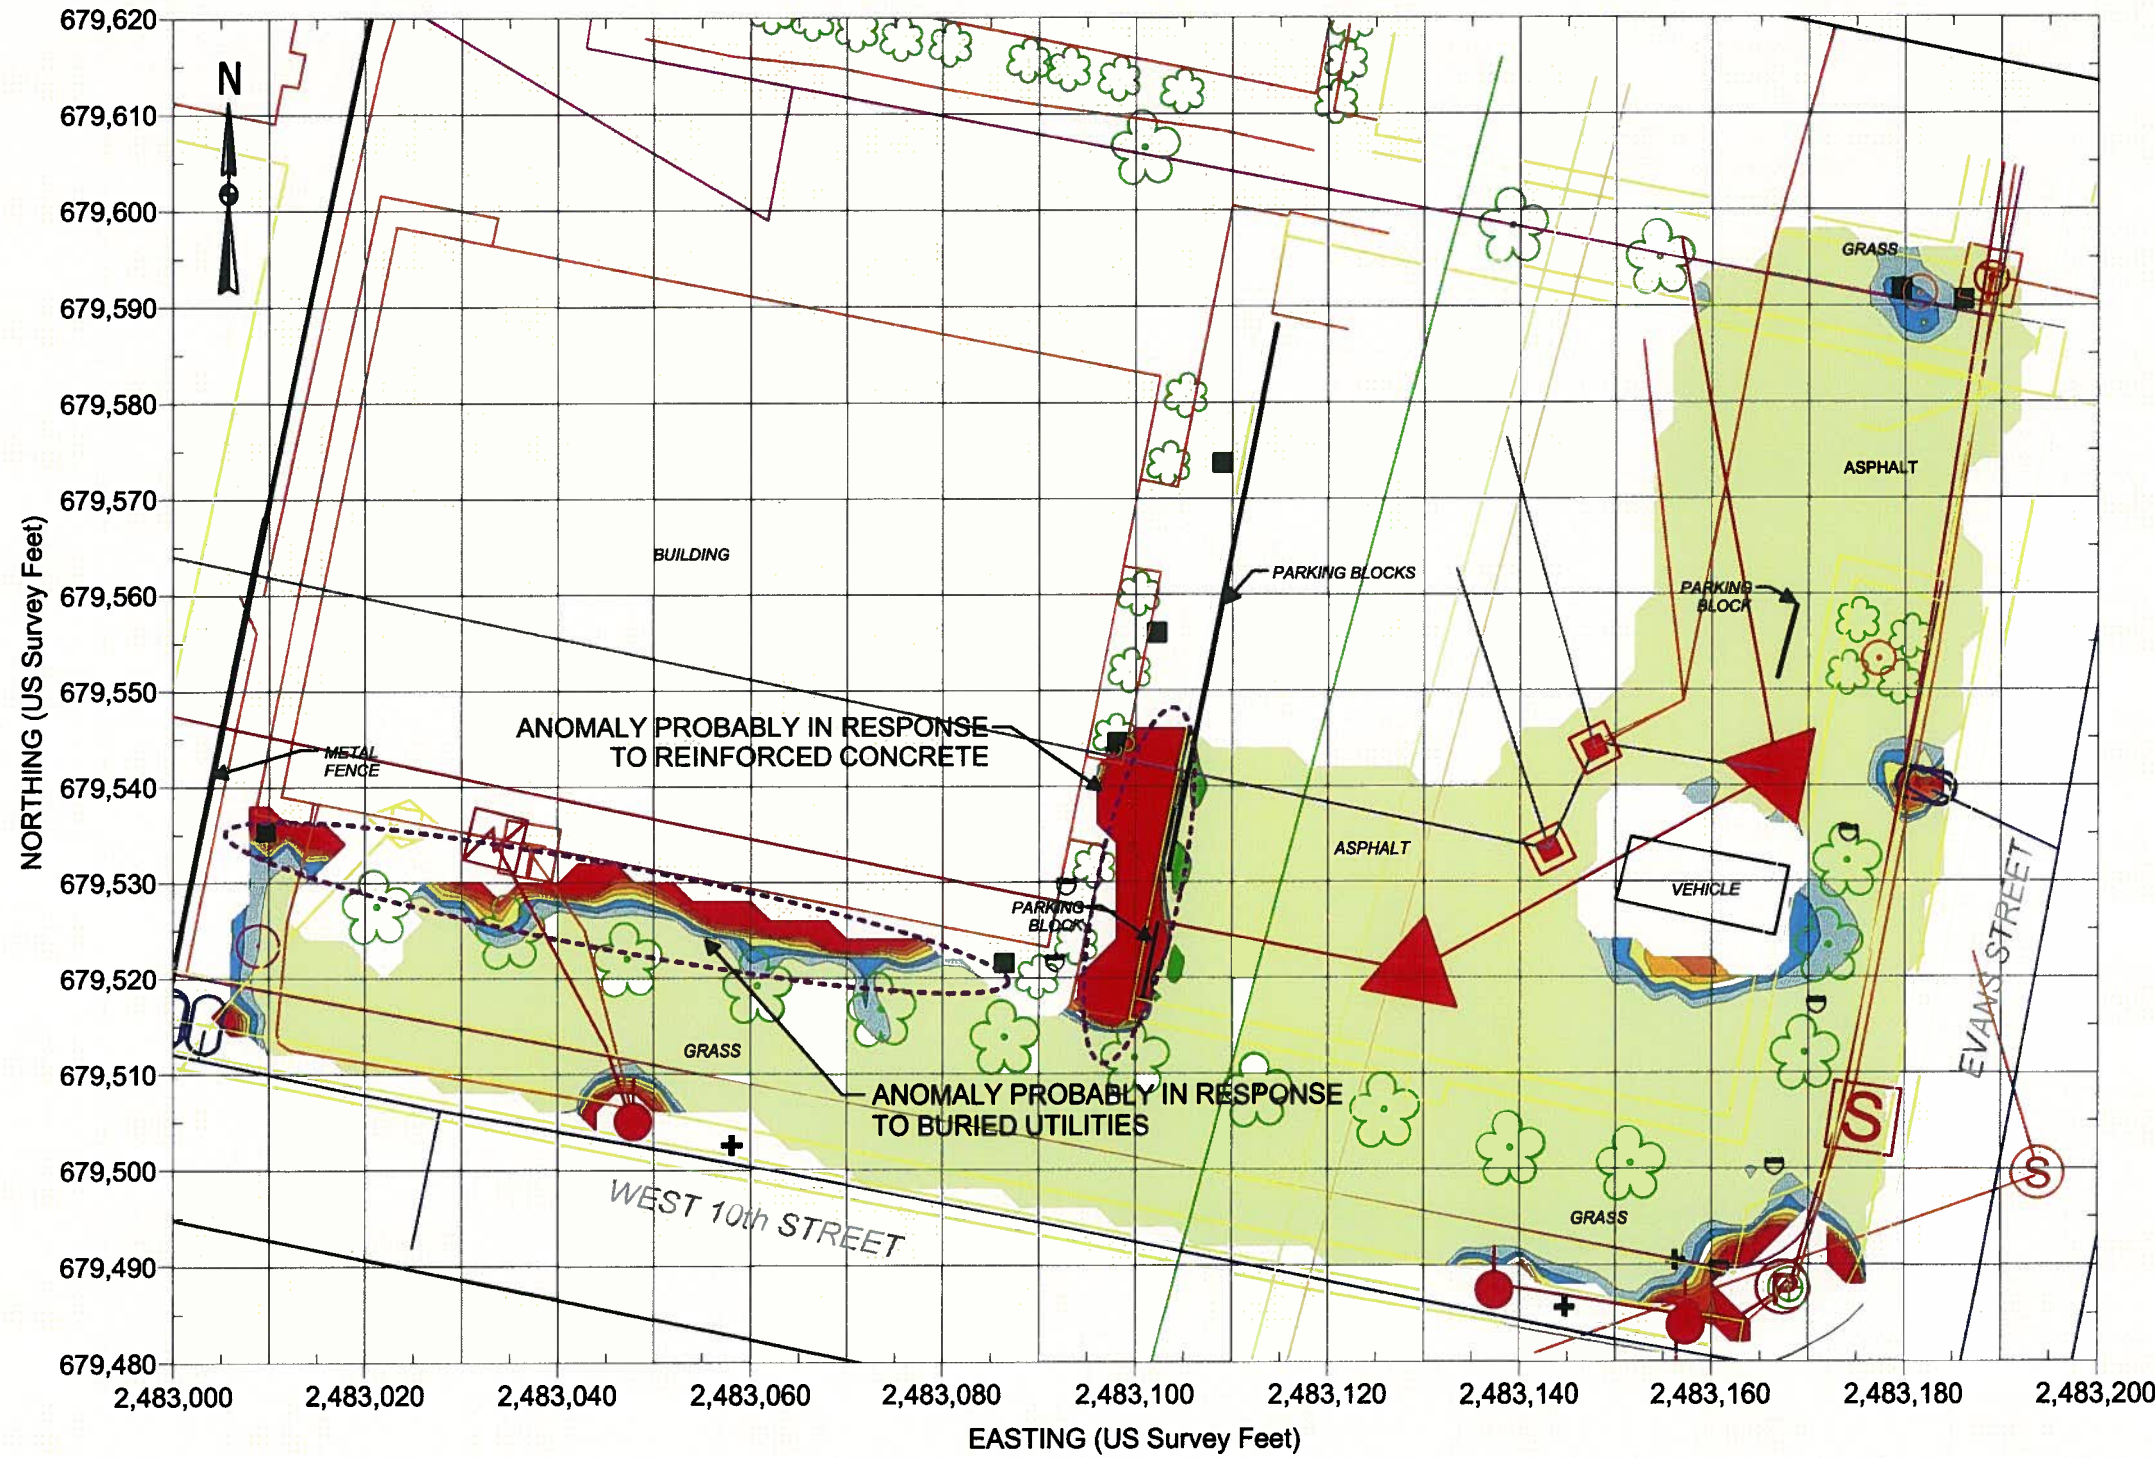 679,620
679,610
679,600
679,590
679,580
679,570
679,560
679,550
679,540
679,530
679,520
679,510
679,500
679,490
679,480
NORTHING (US Survey Feet)
N
GRASS
ASPHALT
BUILDING
PARKING BLOCKS
PARKING
BLOCK
ANOMALY PROBABLY IN RESPONSE
TO REINFORCED CONCRETE
METAL
FENCE
ASPHALT
VEHICLE
PARKING
BLOCK
EVANS STREET
GRASS
ANOMALY PROBABLY IN RESPONSE
TO BURIED UTILITIES
S
S
WEST 10th STREET
GRASS
2,483,000
2,483,020
2,483,040
2,483,060
2,483,080
2,483,100
2,483,120
2,483,140
2,483,160
2,483,180
2,483,200
EASTING (US Survey Feet)